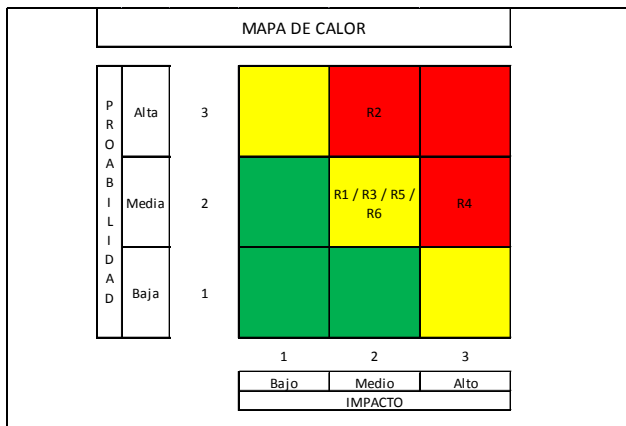 MAPA DE CALOR
PROABILIDAD
Alta 3 R2
Media 2 R1 / R3 / R5 /
R6 R4
Baja 1
1 2 3
Bajo Medio Alto
IMPACTO